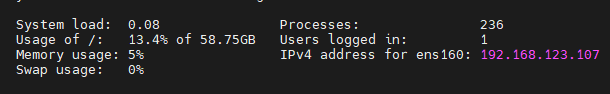 System load:  0.08              Processes:              236
Usage of /:   13.4% of 58.75GB   Users logged in:        1
Memory usage: 5%                IPv4 address for ens160: 192.168.123.107
Swap usage:   0%